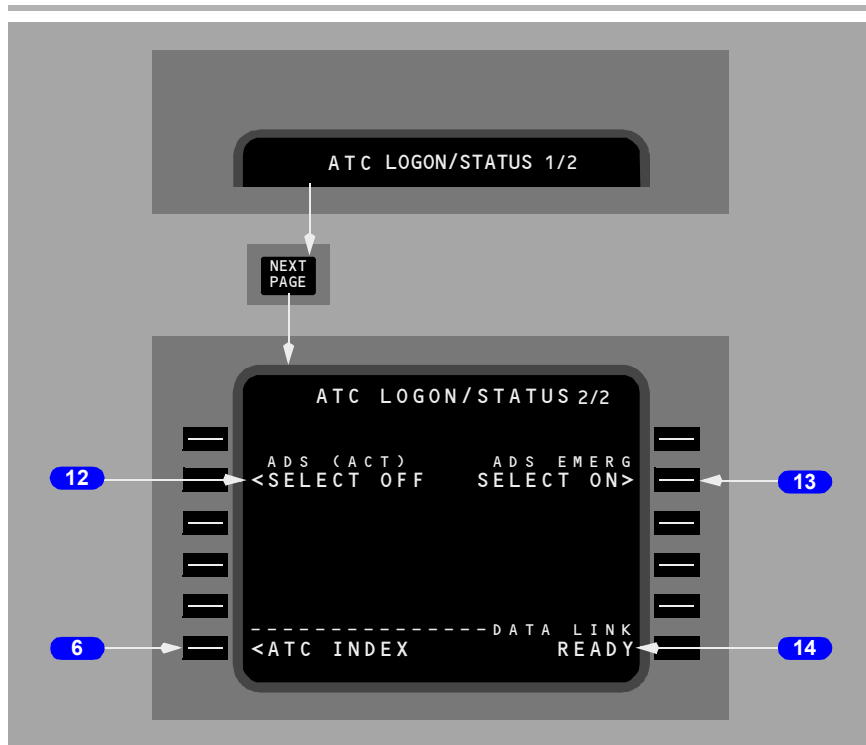 ATC LOGON/STATUS 1/2
NEXT
PAGE
ATC LOGON/STATUS 2/2
ADS (ACT) ADS EMERG
12 <SELECT OFF SELECT ON> 13
---------------DATA LINK
6 <ATC INDEX READY 14